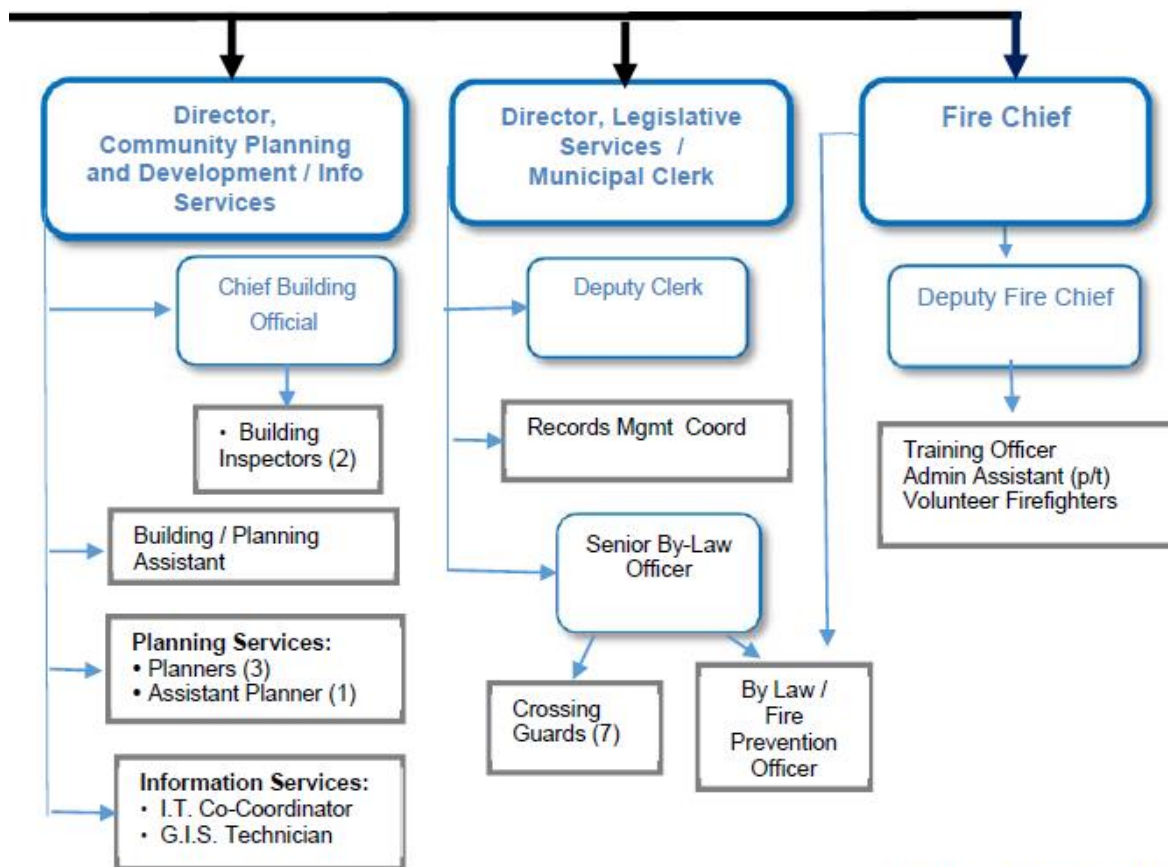 Director,
Community Planning
and Development / Info
Services
Chief Building
Official
• Building
Inspectors (2)
Building / Planning
Assistant
Planning Services:
• Planners (3)
• Assistant Planner (1)
Information Services:
• I.T. Co-Coordinator
• G.I.S. Technician
Director, Legislative
Services /
Municipal Clerk
Deputy Clerk
Records Mgmt Coord
Senior By-Law
Officer
Crossing
Guards (7)
By Law /
Fire
Prevention
Officer
Fire Chief
Deputy Fire Chief
Training Officer
Admin Assistant (p/t)
Volunteer Firefighters